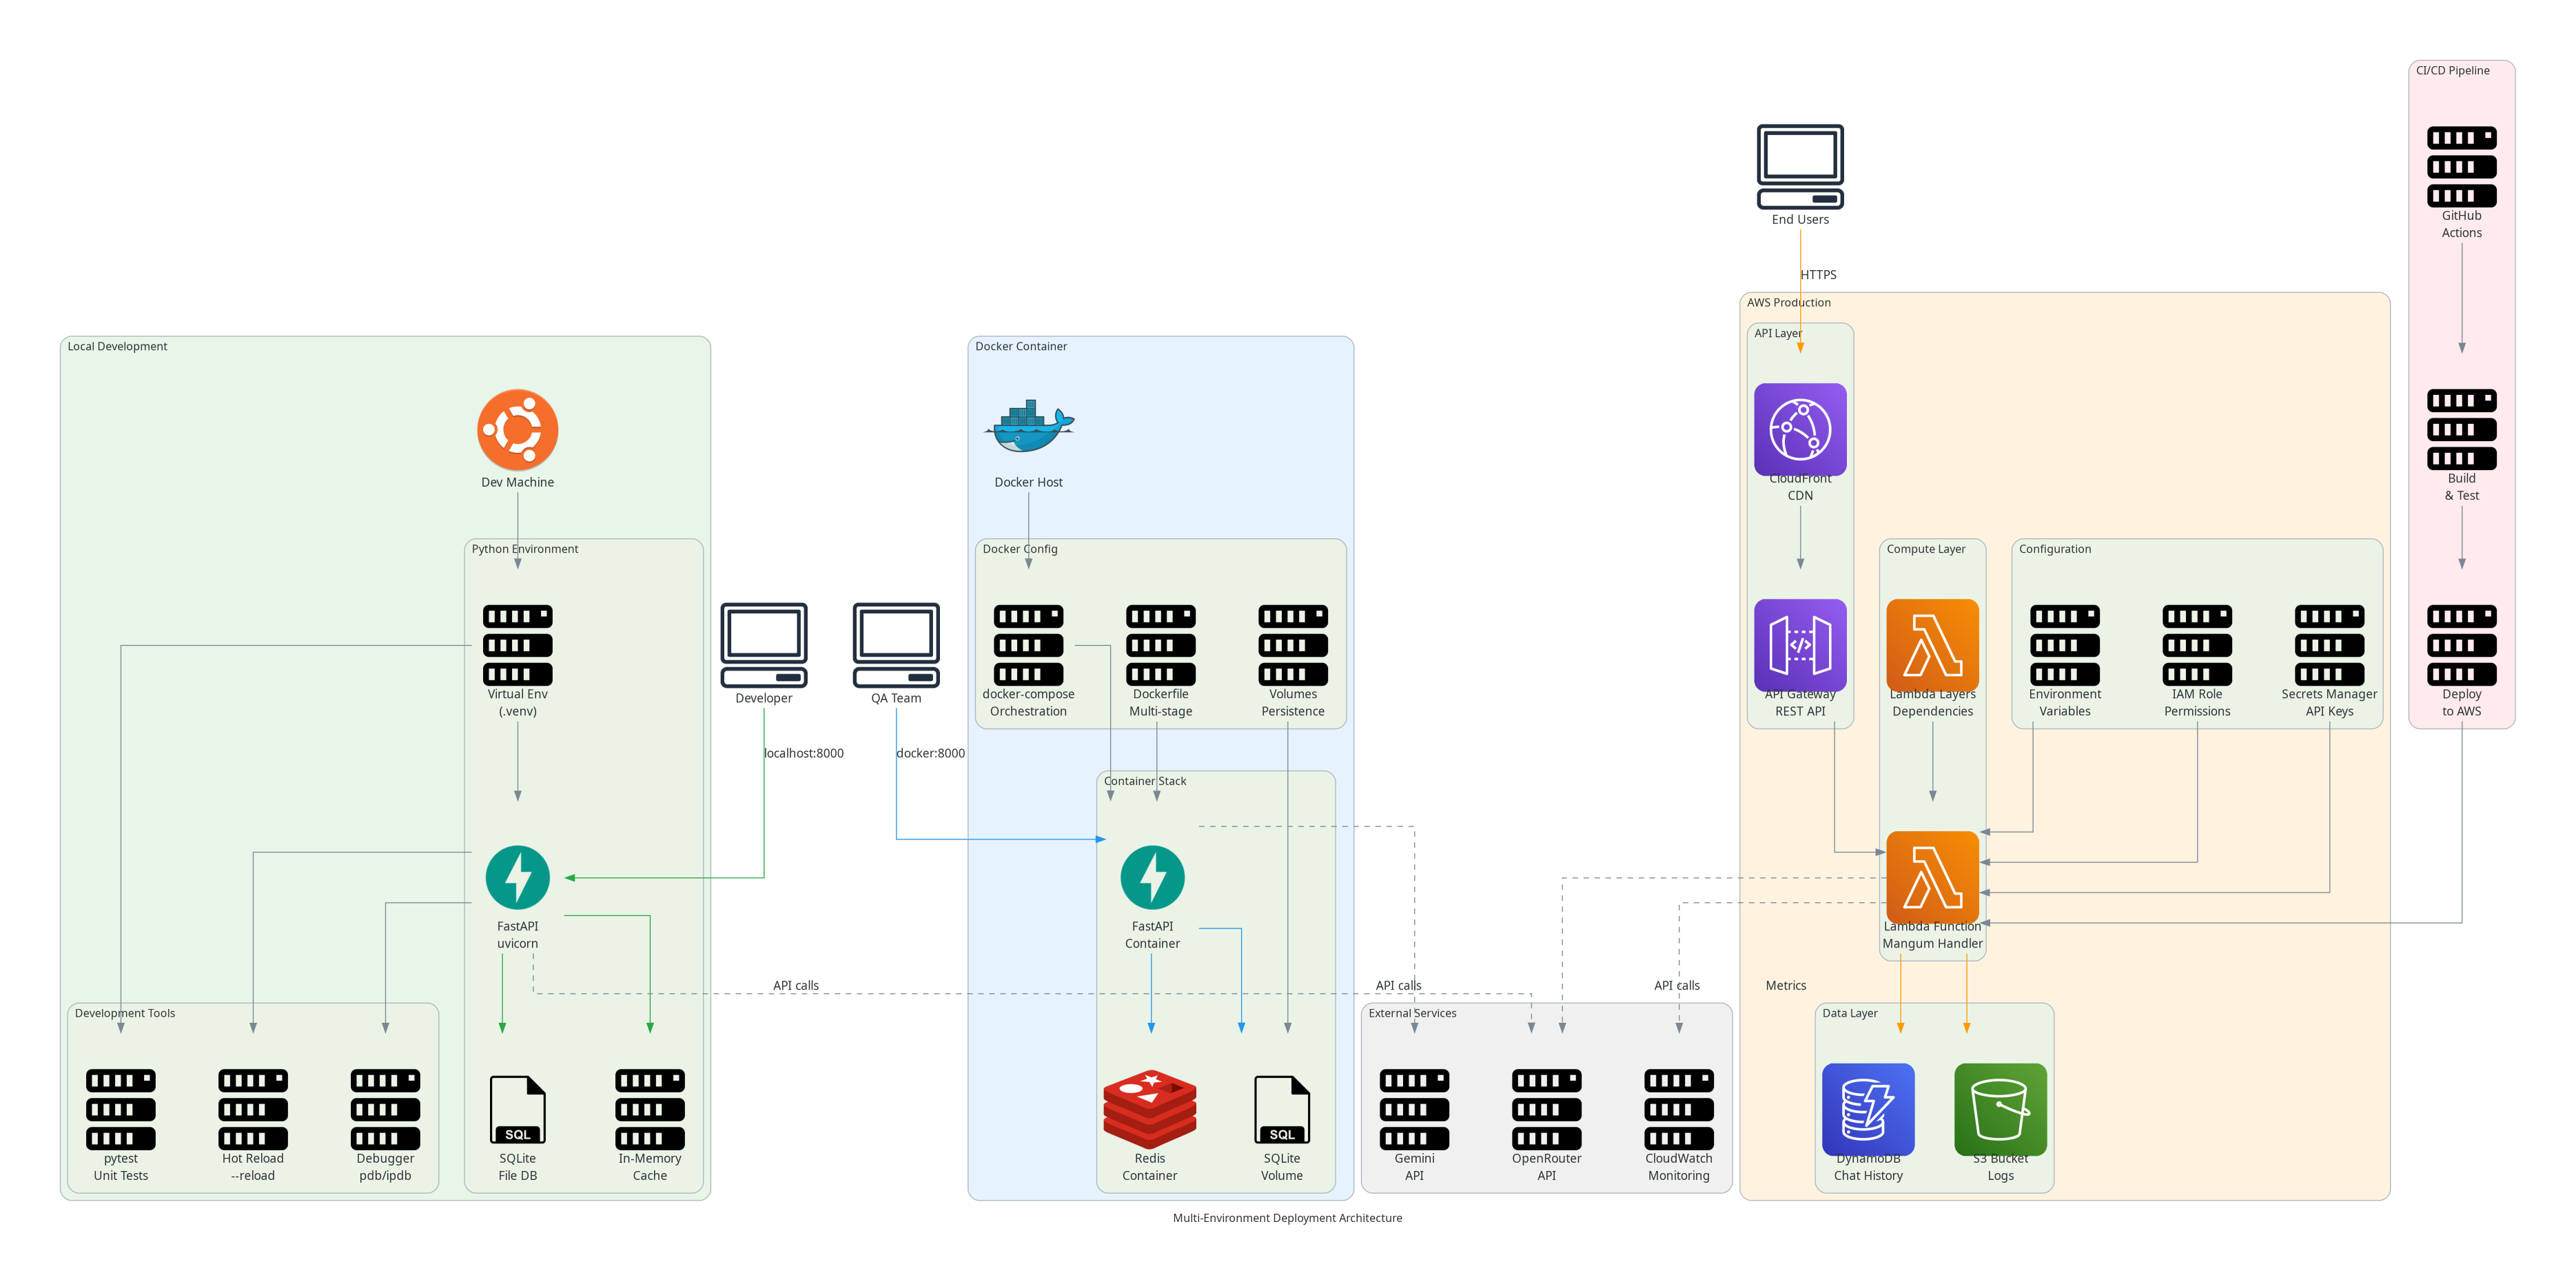 CI/CD Pipeline
GitHub
Actions
End Users
HTTPS
AWS Production
API Layer
Local Development
Docker Container
Dev Machine
Docker Host
CloudFront
CDN
Build
& Test
Python Environment
Docker Config
Compute Layer
Configuration
Virtual Env
(.venv)
Developer
QA Team
docker-compose
Orchestration
Dockerfile
Multi-stage
Volumes
Persistence
API Gateway
REST API
Lambda Layers
Dependencies
Environment
Variables
IAM Role
Permissions
Secrets Manager
API Keys
Deploy
to AWS
localhost:8000
docker:8000
Container Stack
FastAPI
uvicorn
FastAPI
Container
Lambda Function
Mangum Handler
API calls
API calls
API calls
Metrics
Development Tools
External Services
Data Layer
pytest
Unit Tests
Hot Reload
--reload
Debugger
pdb/ipdb
SQL
SQLite
File DB
In-Memory
Cache
Redis
Container
SQL
SQLite
Volume
Gemini
API
OpenRouter
API
CloudWatch
Monitoring
DynamoDB
Chat History
S3 Bucket
Logs
Multi-Environment Deployment Architecture